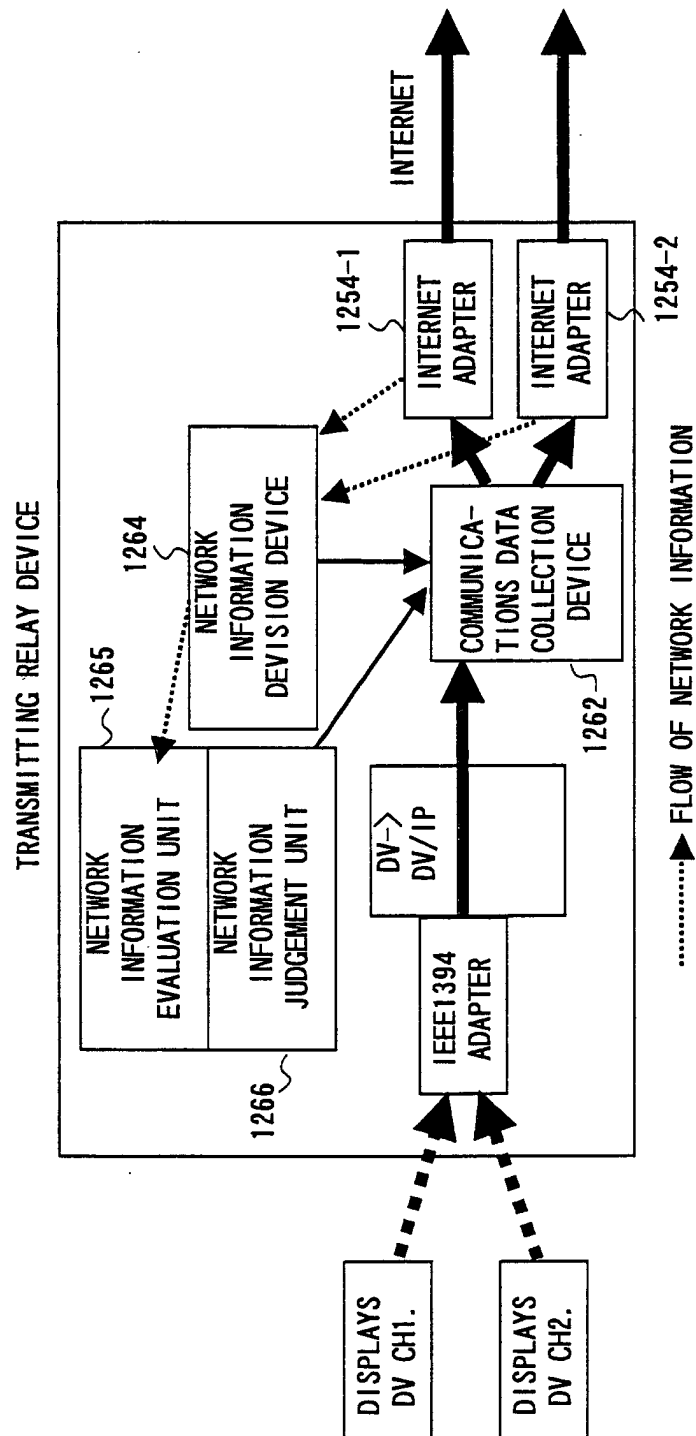 TRANSMITTING RELAY DEVICE
1265
NETWORK
INFORMATION
EVALUATION UNIT
NETWORK
INFORMATION
JUDGEMENT UNIT
1266
1264
NETWORK
INFORMATION
DEVISION DEVICE
1254-1
INTERNET
ADAPTER
INTERNET
INTERNET
ADAPTER
1254-2
COMMUNICA-
TIONS DATA
COLLECTION
DEVICE
1262
DV->
DV/IP
IEEE1394
ADAPTER
DISPLAYS
DV CH1.
DISPLAYS
DV CH2.
FLOW OF NETWORK INFORMATION